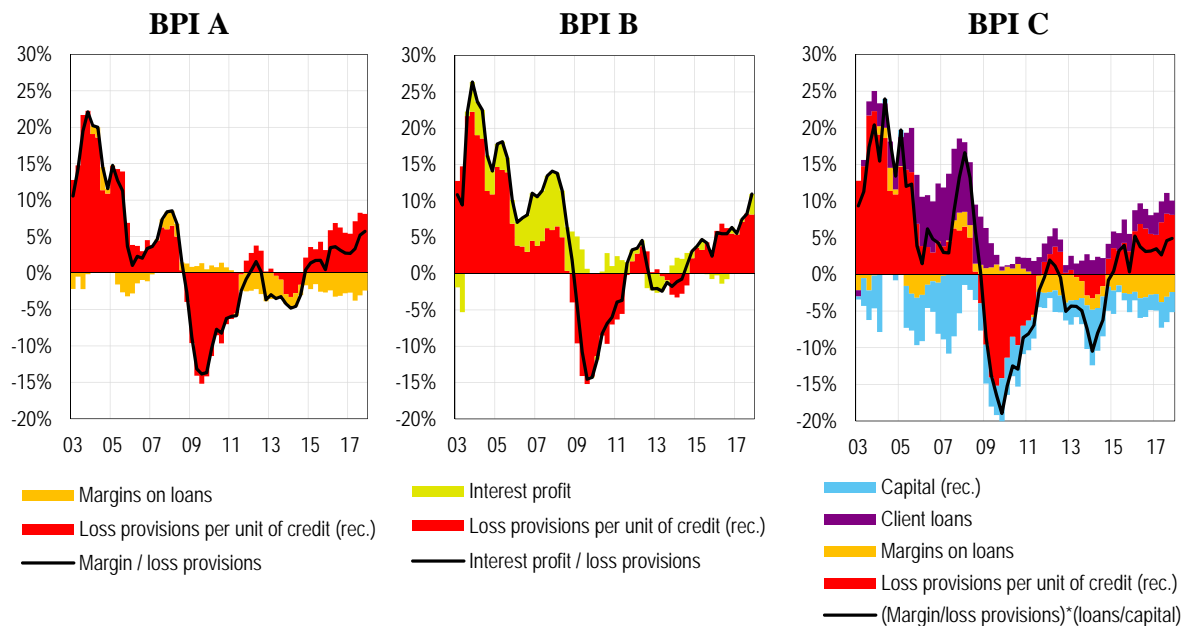 BPI A
30%
25%
20%
15%
10%
5%
0%
-5%
-10%
-15%
-20%
03 05 07 09 11 13 15 17
Margins on loans
Loss provisions per unit of credit (rec.)
Margin / loss provisions
BPI B
30%
25%
20%
15%
10%
5%
0%
-5%
-10%
-15%
-20%
03 05 07 09 11 13 15 17
Interest profit
Loss provisions per unit of credit (rec.)
Interest profit / loss provisions
BPI C
30%
25%
20%
15%
10%
5%
0%
-5%
-10%
-15%
-20%
03 05 07 09 11 13 15 17
Capital (rec.)
Client loans
Margins on loans
Loss provisions per unit of credit (rec.)
(Margin/loss provisions)*(loans/capital)